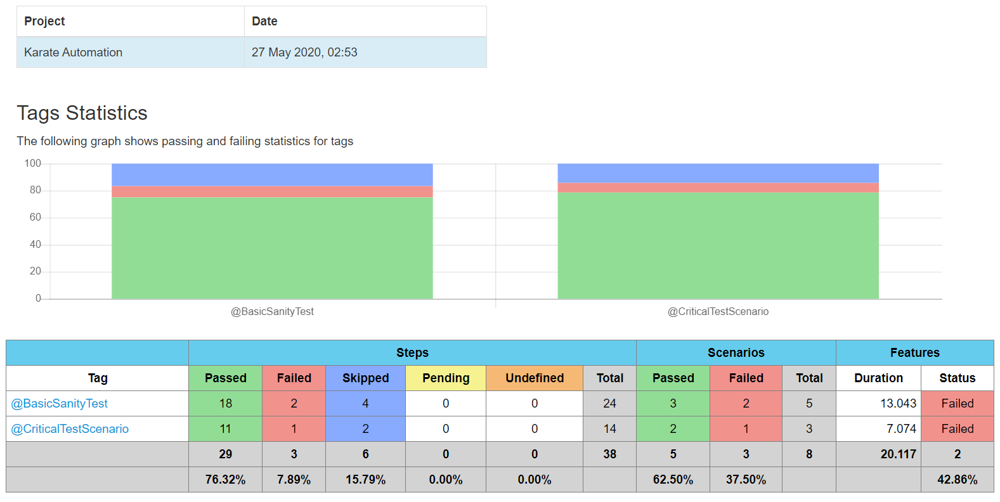 Project Date
Karate Automation 27 May 2020, 02:53
Tags Statistics
The following graph shows passing and failing statistics for tags
100
80
60
40
20
0
@BasicSanityTest @CriticalTestScenario
Steps Scenarios Features
Tag Passed Failed Skipped Pending Undefined Total Passed Failed Total Duration Status
@BasicSanityTest 18 2 4 0 0 24 3 2 5 13.043 Failed
@CriticalTestScenario 11 1 2 0 0 14 2 1 3 7.074 Failed
29 3 6 0 0 38 5 3 8 20.117 2
76.32% 7.89% 15.79% 0.00% 0.00% 62.50% 37.50% 42.86%